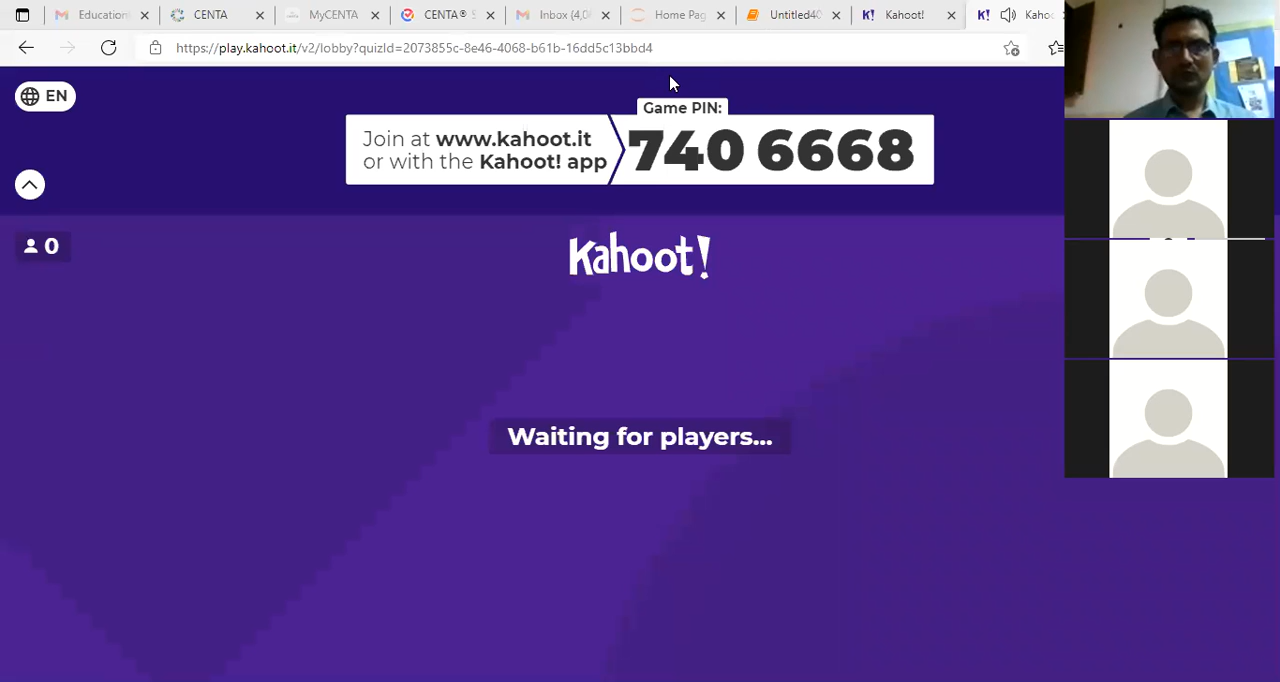 Education
CENTA
MyCENTA
CENTA®
Inbox (4,0
Home Pag
Untitled40
Kahoot!
Kahoo
https://play.kahoot.it/v2/lobby?quizId=2073855c-8e46-4068-b61b-16dd5c13bbd4
EN
Game PIN:
Join at www.kahoot.it
or with the Kahoot! app
740 6668
0
Kahoot!
Waiting for players...